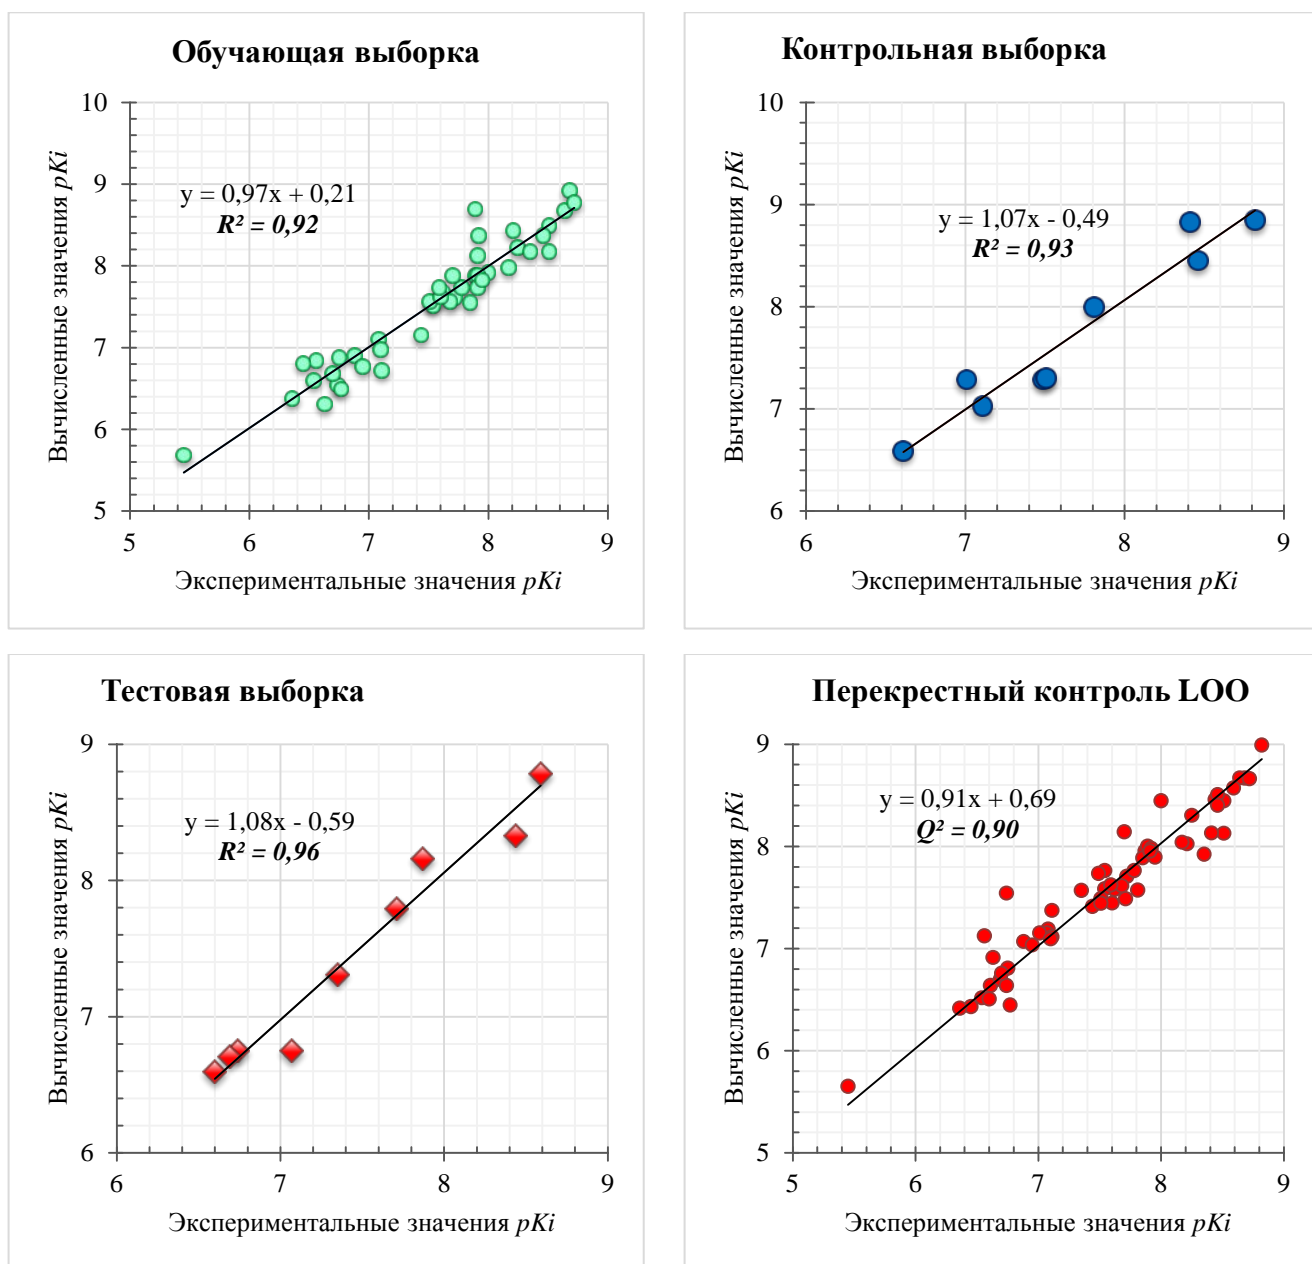 Обучающая выборка
10
9
8
7
6
5
Вычисленные значения pKi
y = 0,97x + 0,21
R² = 0,92
5
6
7
8
9
Экспериментальные значения pKi
Контрольная выборка
10
9
8
7
6
Вычисленные значения pKi
y = 1,07x - 0,49
R² = 0,93
6
7
8
9
Экспериментальные значения pKi
Тестовая выборка
9
8
7
6
Вычисленные значения pKi
y = 1,08x - 0,59
R² = 0,96
6
7
8
9
Экспериментальные значения pKi
Перекрестный контроль LOO
9
8
7
6
5
Вычисленные значения pKi
y = 0,91x + 0,69
Q² = 0,90
5
6
7
8
9
Экспериментальные значения pKi